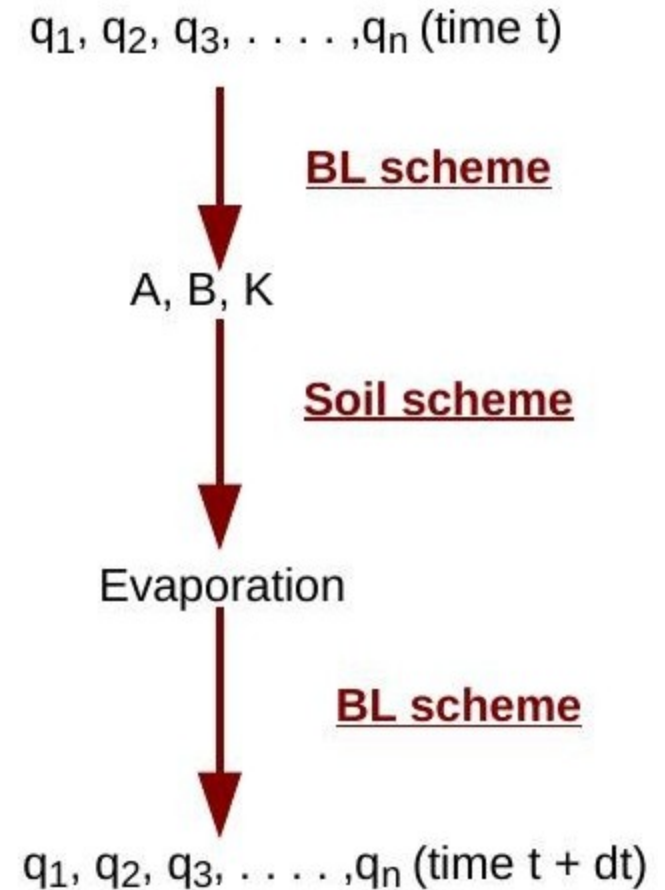 q1, q2, q3, . . . . ,qn (time t)
BL scheme
A, B, K
Soil scheme
Evaporation
BL scheme
q1, q2, q3, . . . . ,qn (time t + dt)